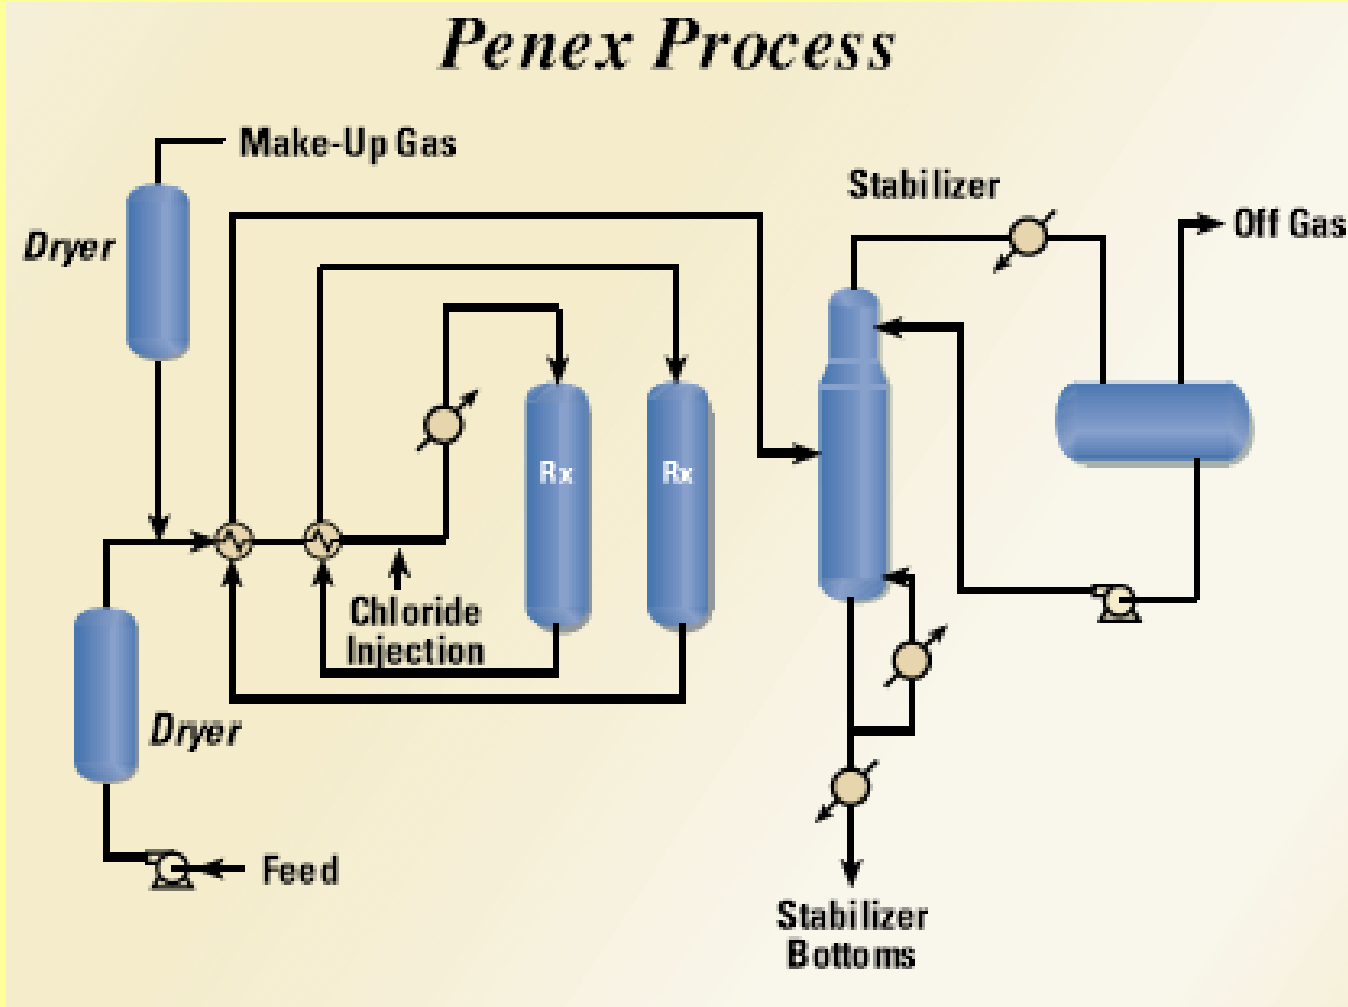 Penex Process
Make-Up Gas
Stabilizer
Off Gas
Dryer
Rx
Rx
Chloride
Injection
Dryer
Feed
Stabilizer
Bottoms